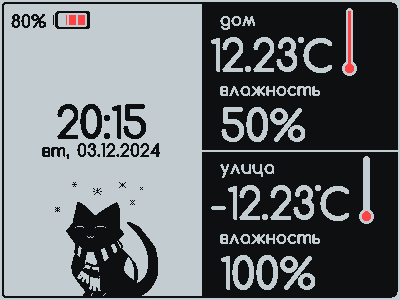 80%
20:15
вт, 03.12.2024
дом
12.23°C
влажность
50%
улица
-12.23°C
влажность
100%